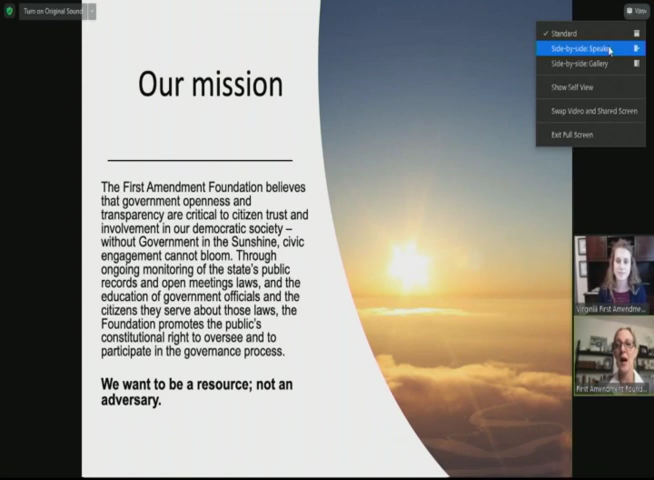 Turn on Original Sound
View
Standard
Side-by-side: Speaker
Side-by-side: Gallery
Show Self View
Swap Video and Shared Screen
Exit Full Screen
Our mission
The First Amendment Foundation believes
that government openness and
transparency are critical to citizen trust and
involvement in our democratic society –
without Government in the Sunshine, civic
engagement cannot bloom. Through
ongoing monitoring of the state's public
records and open meetings laws, and the
education of government officials and the
citizens they serve about those laws, the
Foundation promotes the public's
constitutional right to oversee and to
participate in the governance process.
We want to be a resource; not an
adversary.
Virginia First Amendme...
First Amendment Found...